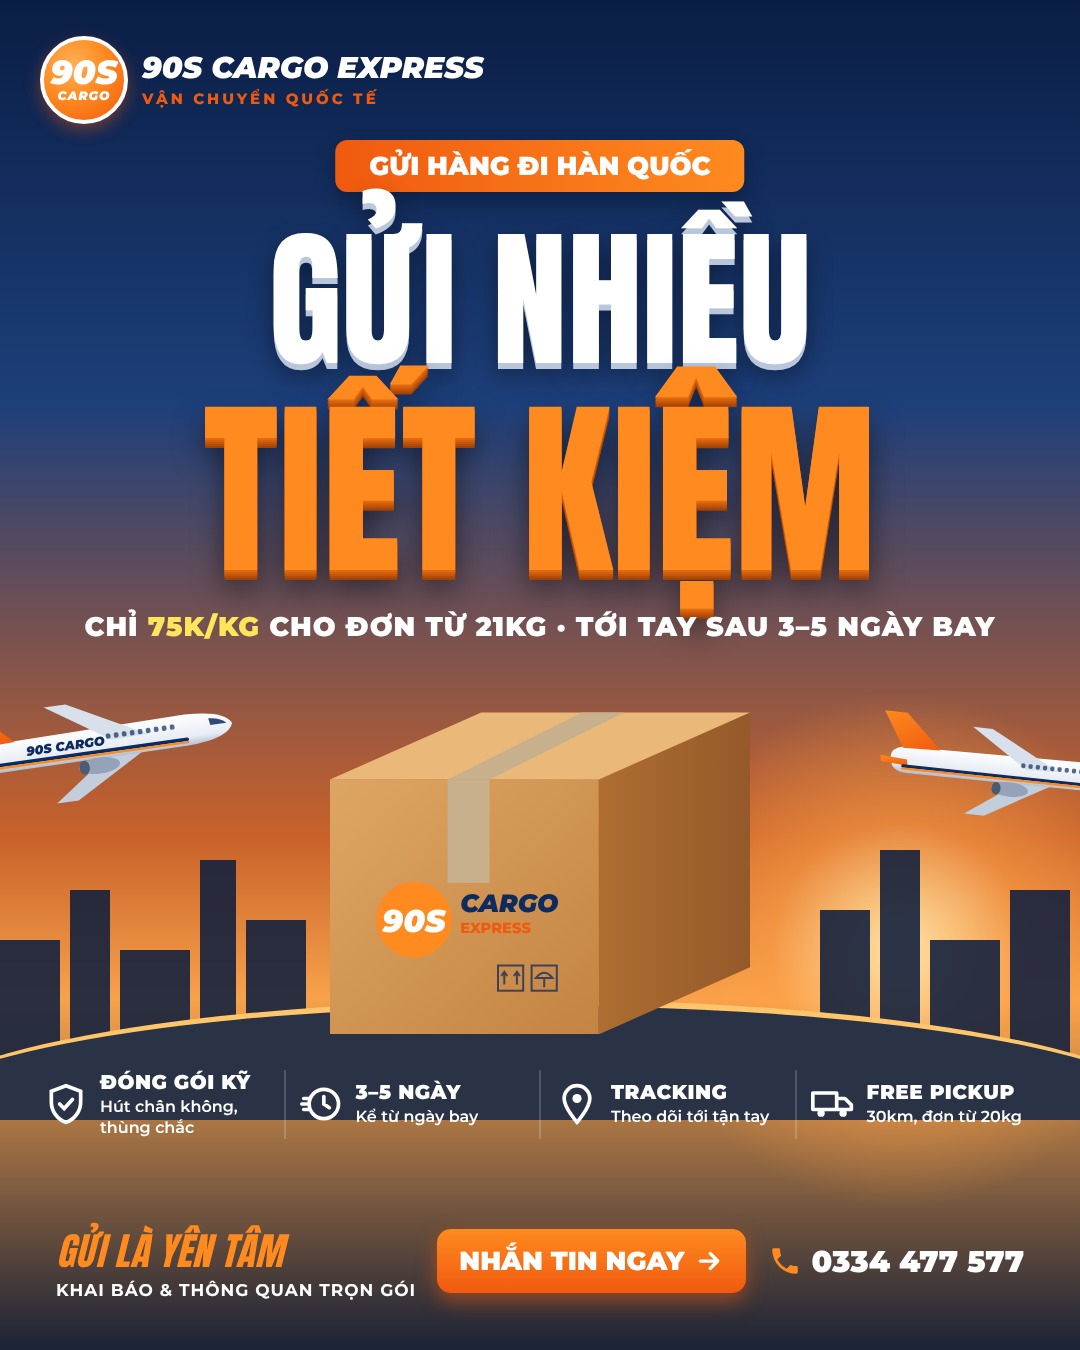 90S
CARGO
90S CARGO EXPRESS
VẬN CHUYỂN QUỐC TẾ
GỬI HÀNG ĐI HÀN QUỐC
GỬI NHIỀU
TIẾT KIỆM
CHỈ 75K/KG CHO ĐƠN TỪ 21KG • TỚI TAY SAU 3–5 NGÀY BAY
90S CARGO
90S
CARGO
EXPRESS
ĐÓNG GÓI KỸ
Hút chân không,
thùng chắc
3–5 NGÀY
Kể từ ngày bay
TRACKING
Theo dõi tới tận tay
FREE PICKUP
30km, đơn từ 20kg
GỬI LÀ YÊN TÂM
KHAI BÁO & THÔNG QUAN TRỌN GÓI
NHẮN TIN NGAY →
0334 477 577